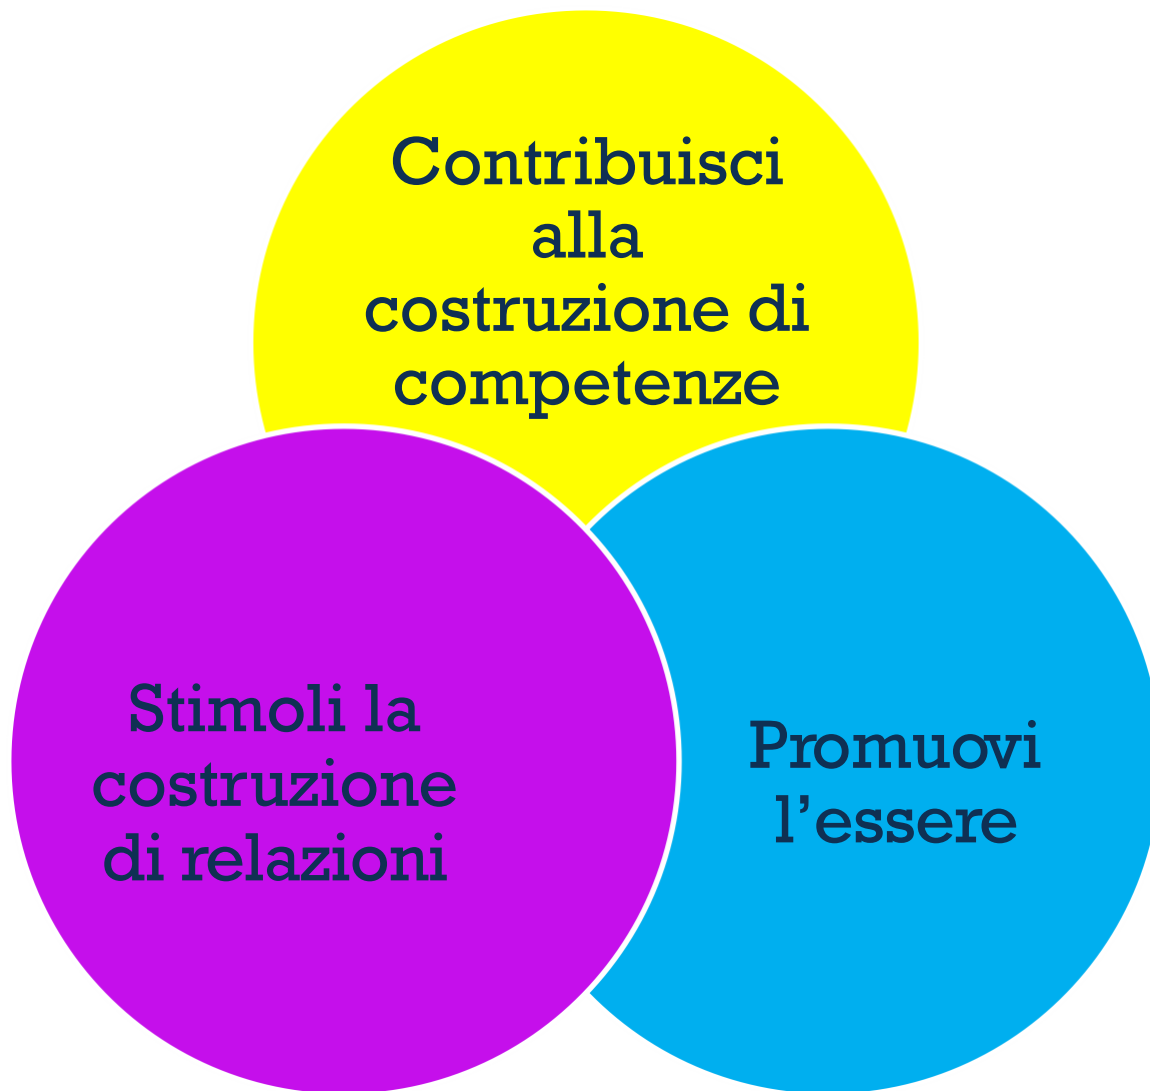 Contribuisci
alla
costruzione di
competenze
Stimoli la
costruzione
di relazioni
Promuovi
l’essere